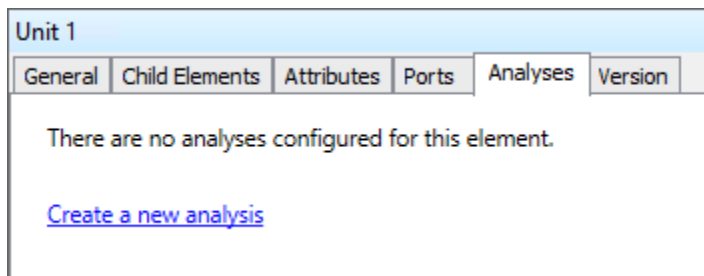 Unit 1
General Child Elements Attributes Ports Analyses Version
There are no analyses configured for this element.
Create a new analysis